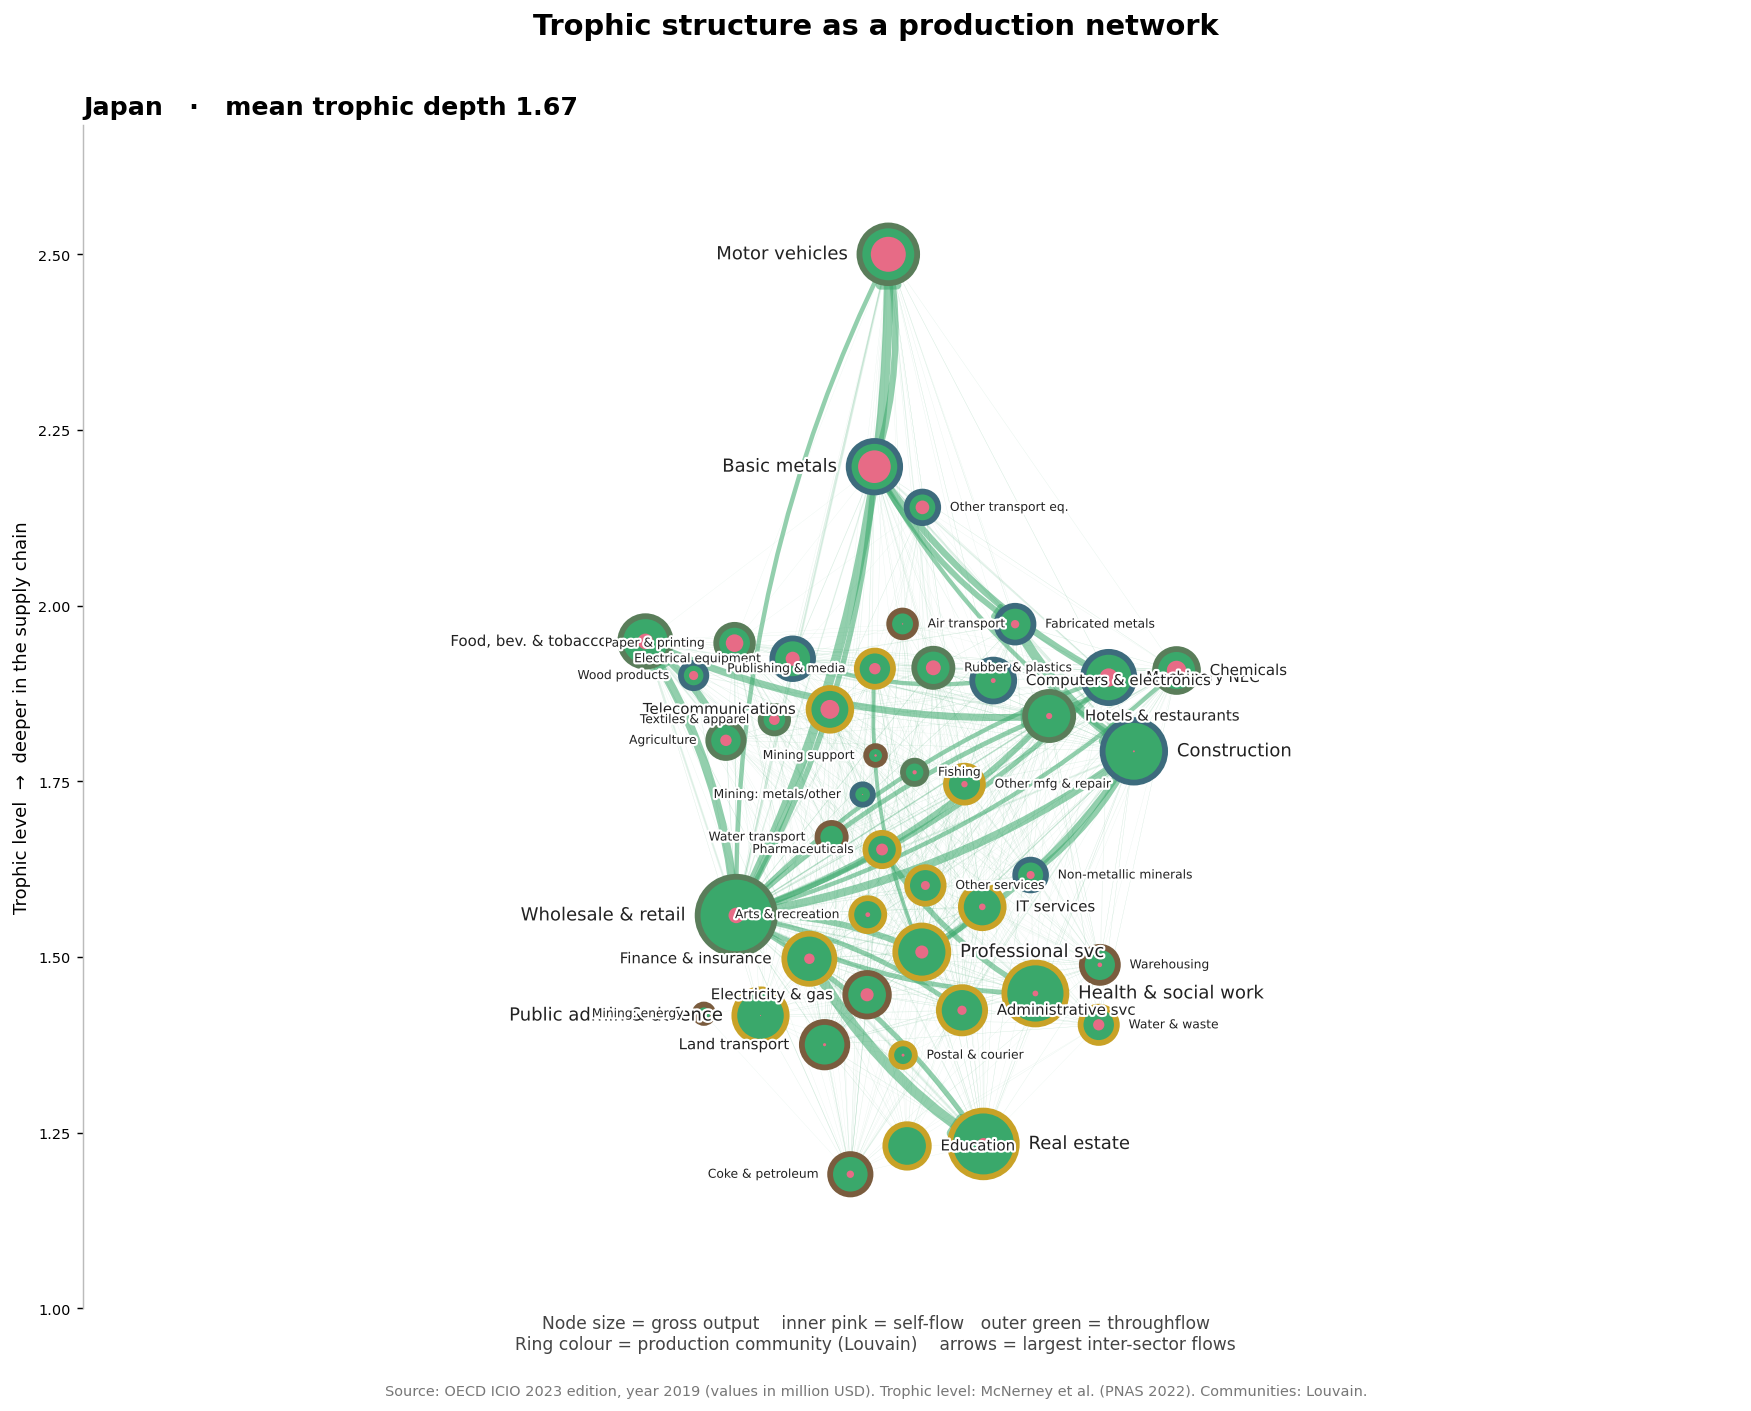 Trophic structure as a production network
Japan · mean trophic depth 1.67
Trophic level → deeper in the supply chain
2.50
2.25
2.00
1.75
1.50
1.25
1.00
Motor vehicles
Basic metals
Other transport eq.
Air transport
Fabricated metals
Food, bev. & tobacco
Paper & printing
Electrical equipment
Publishing & media
Rubber & plastics
Chemicals
Wood products
Computers & electronics
Machinery NEC
Telecommunications
Textiles & apparel
Hotels & restaurants
Agriculture
Mining support
Construction
Fishing
Other mfg & repair
Mining: metals/other
Water transport
Pharmaceuticals
Non-metallic minerals
Other services
IT services
Wholesale & retail
Arts & recreation
Professional svc
Finance & insurance
Warehousing
Electricity & gas
Health & social work
Administrative svc
Public admin & defence
Mining: energy
Water & waste
Land transport
Postal & courier
Education
Real estate
Coke & petroleum
Node size = gross output inner pink = self-flow outer green = throughflow
Ring colour = production community (Louvain) arrows = largest inter-sector flows
Source: OECD ICIO 2023 edition, year 2019 (values in million USD). Trophic level: McNerney et al. (PNAS 2022). Communities: Louvain.